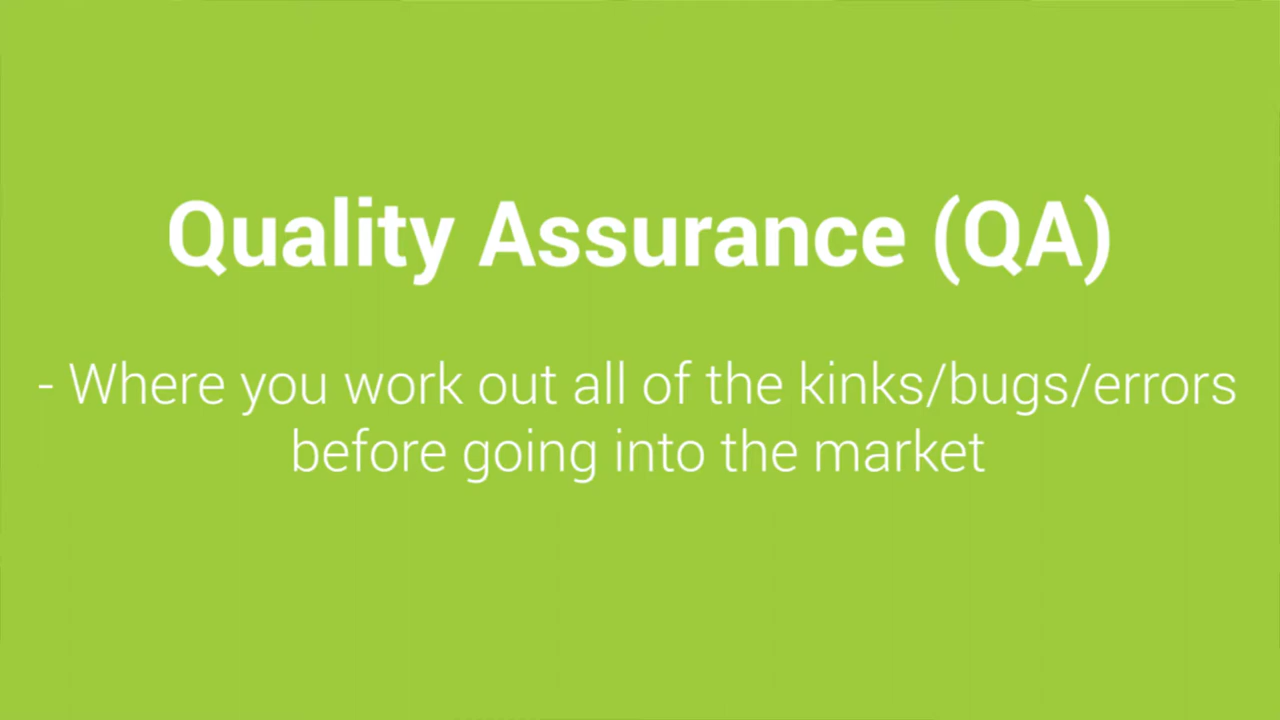 Quality Assurance (QA)
- Where you work out all of the kinks/bugs/errors
before going into the market